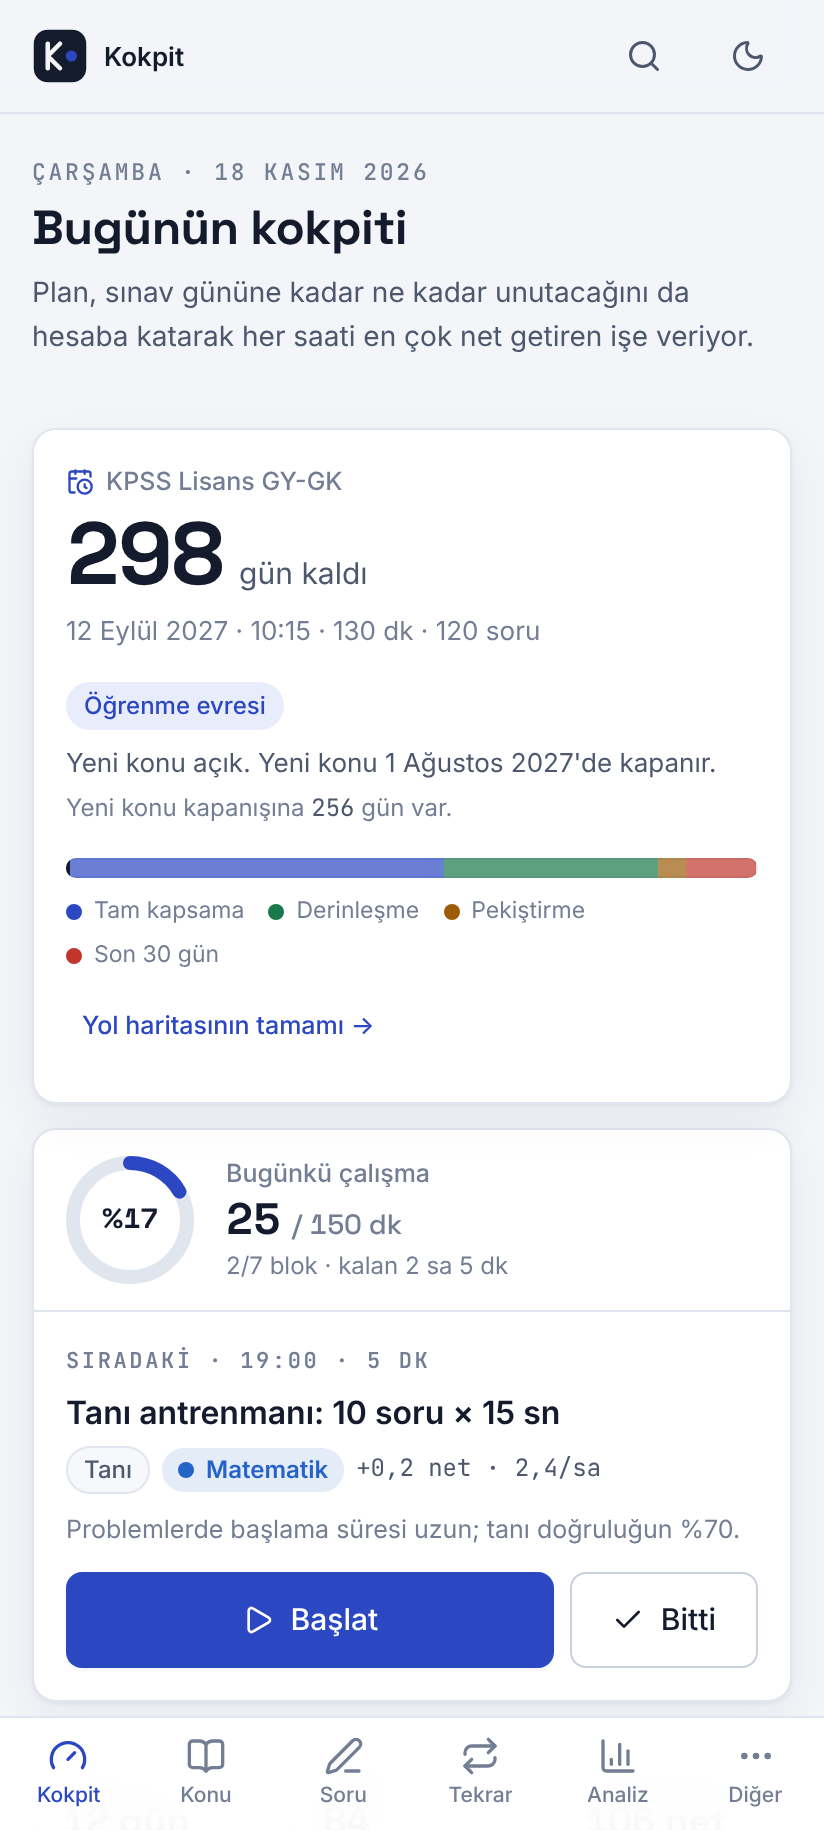 K
Kokpit
ÇARŞAMBA · 18 KASIM 2026
Bugünün kokpiti
Plan, sınav gününe kadar ne kadar unutacağını da
hesaba katarak her saati en çok net getiren işe veriyor.
KPSS Lisans GY-GK
298 gün kaldı
12 Eylül 2027 · 10:15 · 130 dk · 120 soru
Öğrenme evresi
Yeni konu açık. Yeni konu 1 Ağustos 2027'de kapanır.
Yeni konu kapanışına 256 gün var.
Tam kapsama Derinleşme Pekiştirme
Son 30 gün
Yol haritasının tamamı →
%17
Bugünkü çalışma
25 / 150 dk
2/7 blok · kalan 2 sa 5 dk
SIRADAKİ · 19:00 · 5 DK
Tanı antrenmanı: 10 soru × 15 sn
Tanı Matematik +0,2 net · 2,4/sa
Problemlerde başlama süresi uzun; tanı doğruluğun %70.
Başlat Bitti
Kokpit Konu Soru Tekrar Analiz Diğer
12 gün 84 106 net